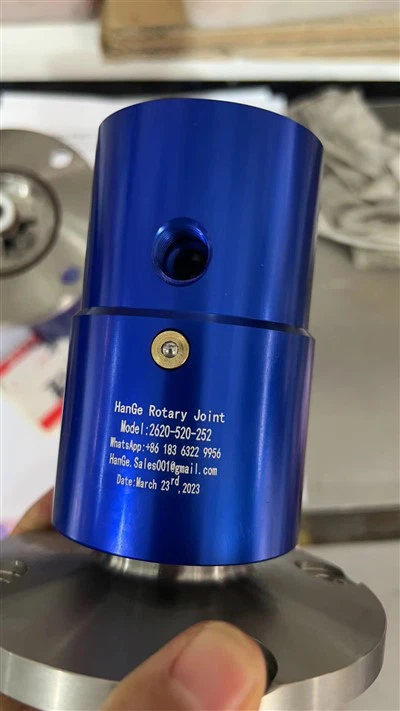 HanGe Rotary Joint
Model:2620-520-252
WhatsApp:+86 183 6322 9956
HanGe.Sales001@gmail.com
Date:March 23rd,2023